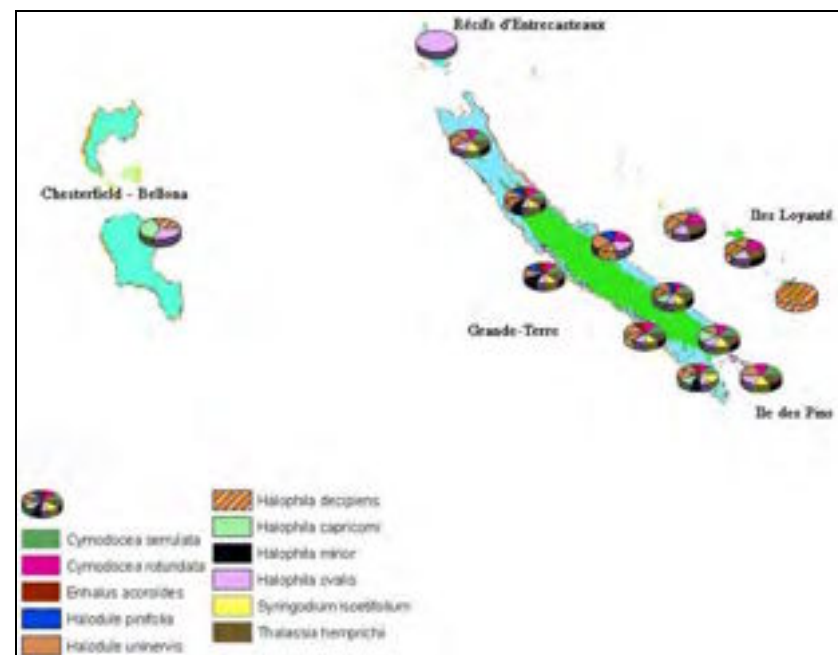 Récifs d'Entrecasteaux
Chesterfield - Bellona
Iles Loyauté
Grande-Terre
Ile des Pins
Cymodocea serrulata
Cymodocea rotundata
Enhalus acoroides
Halodule pinifolia
Halodule uninervis
Halophila decipiens
Halophila capricorni
Halophila minor
Halophila ovalis
Syringodium isoetifolium
Thalassia hemprichii